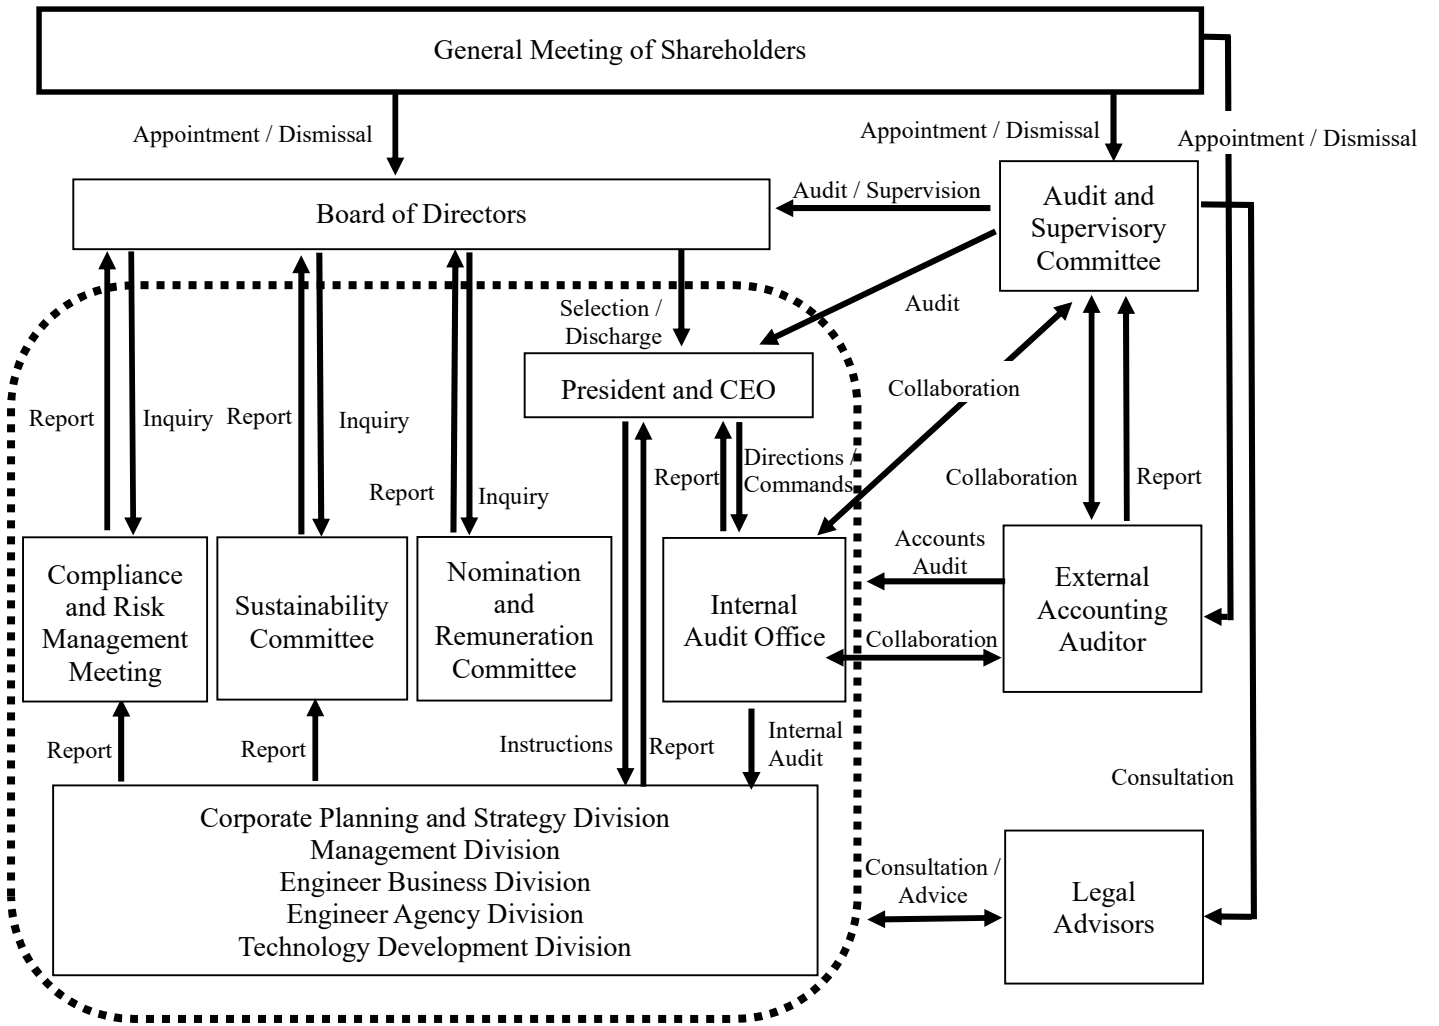 General Meeting of Shareholders
Appointment / Dismissal
Appointment / Dismissal
Appointment / Dismissal
Board of Directors
Audit / Supervision
Audit and
Supervisory
Committee
Selection /
Discharge
Audit
President and CEO
Collaboration
Report
Inquiry
Report
Inquiry
Report
Inquiry
Report
Directions /
Commands
Collaboration
Report
Compliance
and Risk
Management
Meeting
Sustainability
Committee
Nomination
and
Remuneration
Committee
Internal
Audit Office
Accounts
Audit
Collaboration
External
Accounting
Auditor
Report
Report
Instructions
Report
Internal
Audit
Consultation
Corporate Planning and Strategy Division
Management Division
Engineer Business Division
Engineer Agency Division
Technology Development Division
Consultation /
Advice
Legal
Advisors